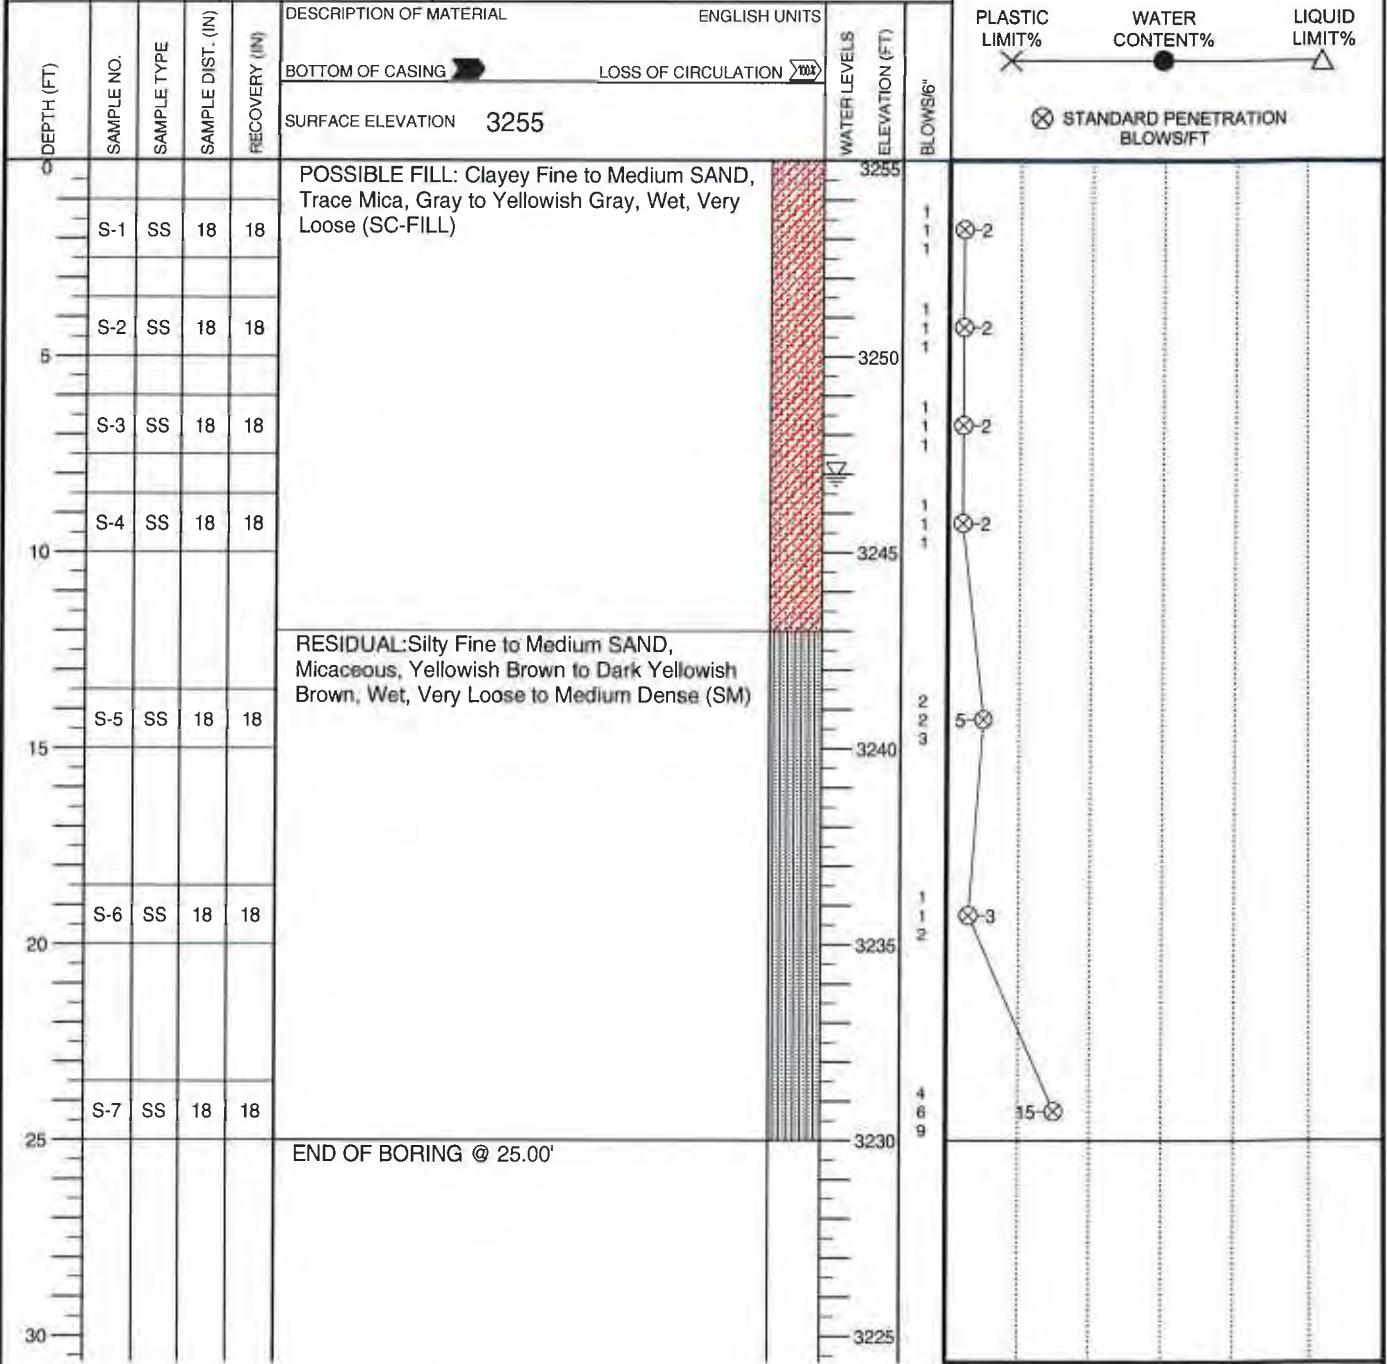 DEPTH (FT)
SAMPLE NO.
SAMPLE TYPE
SAMPLE DIST. (IN)
RECOVERY (IN)
DESCRIPTION OF MATERIAL ENGLISH UNITS
BOTTOM OF CASING LOSS OF CIRCULATION 100%
SURFACE ELEVATION 3255
WATER LEVELS
ELEVATION (FT)
BLOWS/6"
PLASTIC LIMIT%
WATER CONTENT%
LIQUID LIMIT%
STANDARD PENETRATION
BLOWS/FT
0 3255
POSSIBLE FILL: Clayey Fine to Medium SAND,
Trace Mica, Gray to Yellowish Gray, Wet, Very
Loose (SC-FILL)
S-1 SS 18 18 1 1 1 2
S-2 SS 18 18 1 1 1 2
5 3250
S-3 SS 18 18 1 1 1 2
S-4 SS 18 18 1 1 1 2
10 3245
RESIDUAL:Silty Fine to Medium SAND,
Micaceous, Yellowish Brown to Dark Yellowish
Brown, Wet, Very Loose to Medium Dense (SM)
S-5 SS 18 18 2 2 3 5
15 3240
S-6 SS 18 18 1 1 2 3
20 3235
S-7 SS 18 18 4 6 9 15
25 3230
END OF BORING @ 25.00'
30 3225